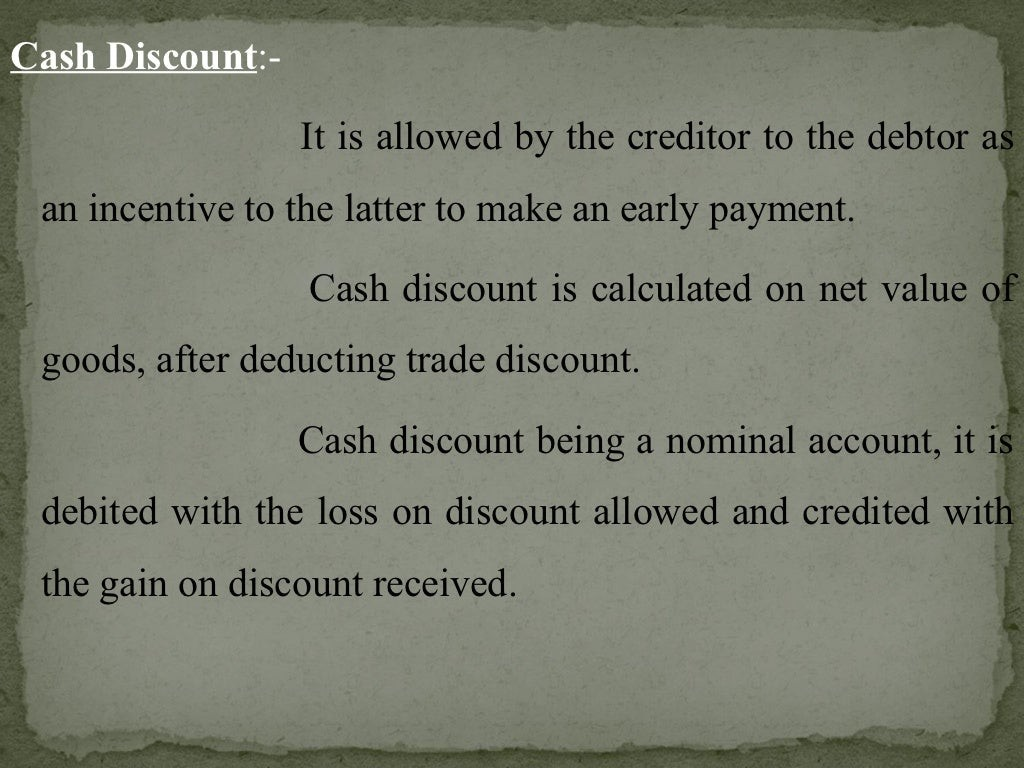 Cash Discount:-
It is allowed by the creditor to the debtor as
an incentive to the latter to make an early payment.
Cash discount is calculated on net value of
goods, after deducting trade discount.
Cash discount being a nominal account, it is
debited with the loss on discount allowed and credited with
the gain on discount received.